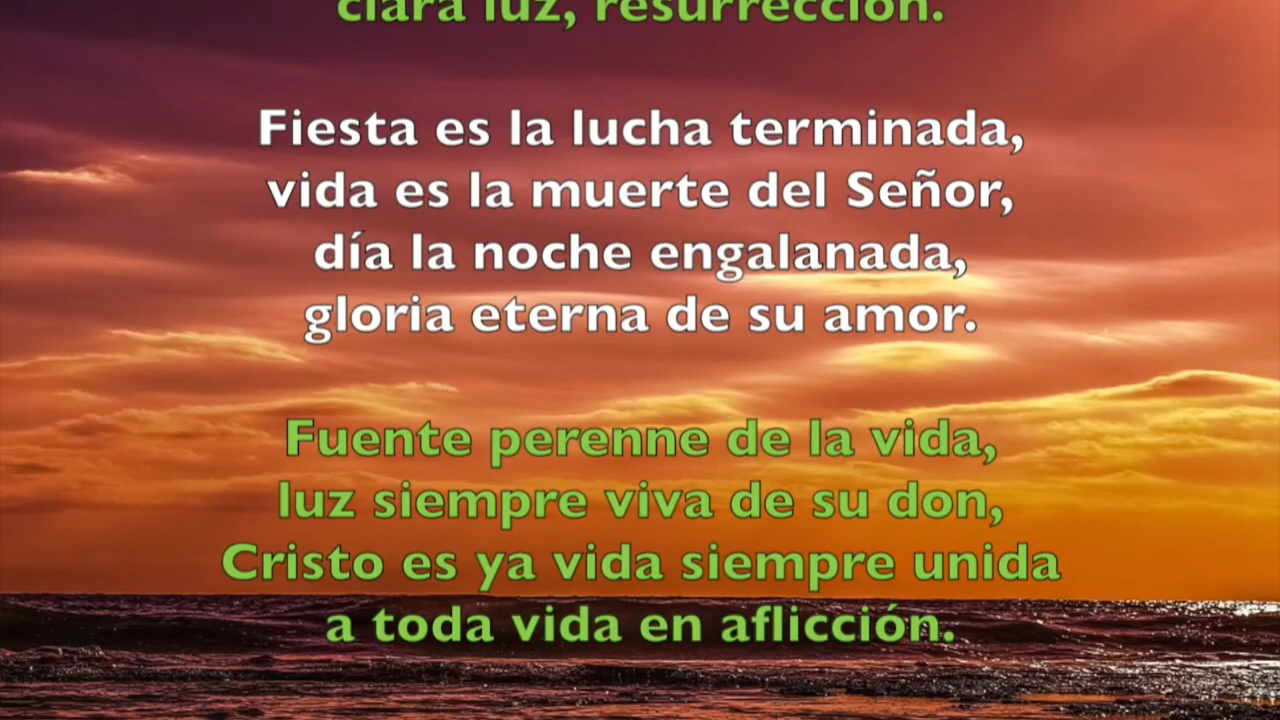 clara luz, resurrección.
Fiesta es la lucha terminada,
vida es la muerte del Señor,
día la noche engalanada,
gloria eterna de su amor.
Fuente perenne de la vida,
luz siempre viva de su don,
Cristo es ya vida siempre unida
a toda vida en aflicción.